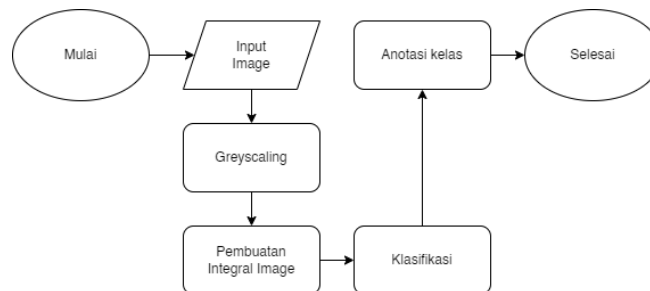 Mulai
Input
Image
Greyscaling
Pembuatan
Integral Image
Klasifikasi
Anotasi kelas
Selesai